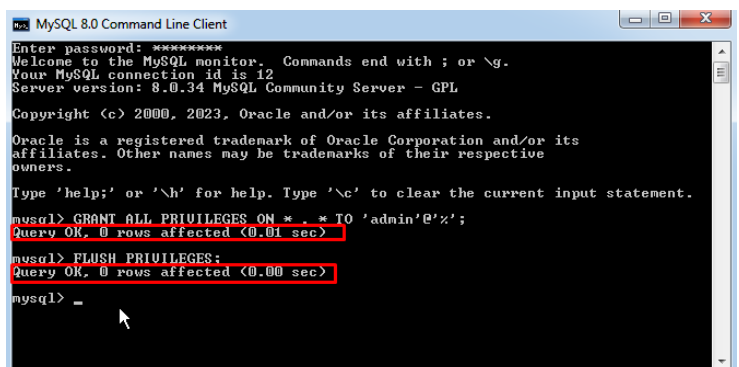 MySQL 8.0 Command Line Client
Enter password: ********
Welcome to the MySQL monitor.  Commands end with ; or \g.
Your MySQL connection id is 12
Server version: 8.0.34 MySQL Community Server - GPL
Copyright (c) 2000, 2023, Oracle and/or its affiliates.
Oracle is a registered trademark of Oracle Corporation and/or its
affiliates. Other names may be trademarks of their respective
owners.
Type 'help;' or '\h' for help. Type '\c' to clear the current input statement.
mysql> GRANT ALL PRIVILEGES ON * . * TO 'admin'@'%';
Query OK, 0 rows affected (0.01 sec)
mysql> FLUSH PRIVILEGES;
Query OK, 0 rows affected (0.00 sec)
mysql> _